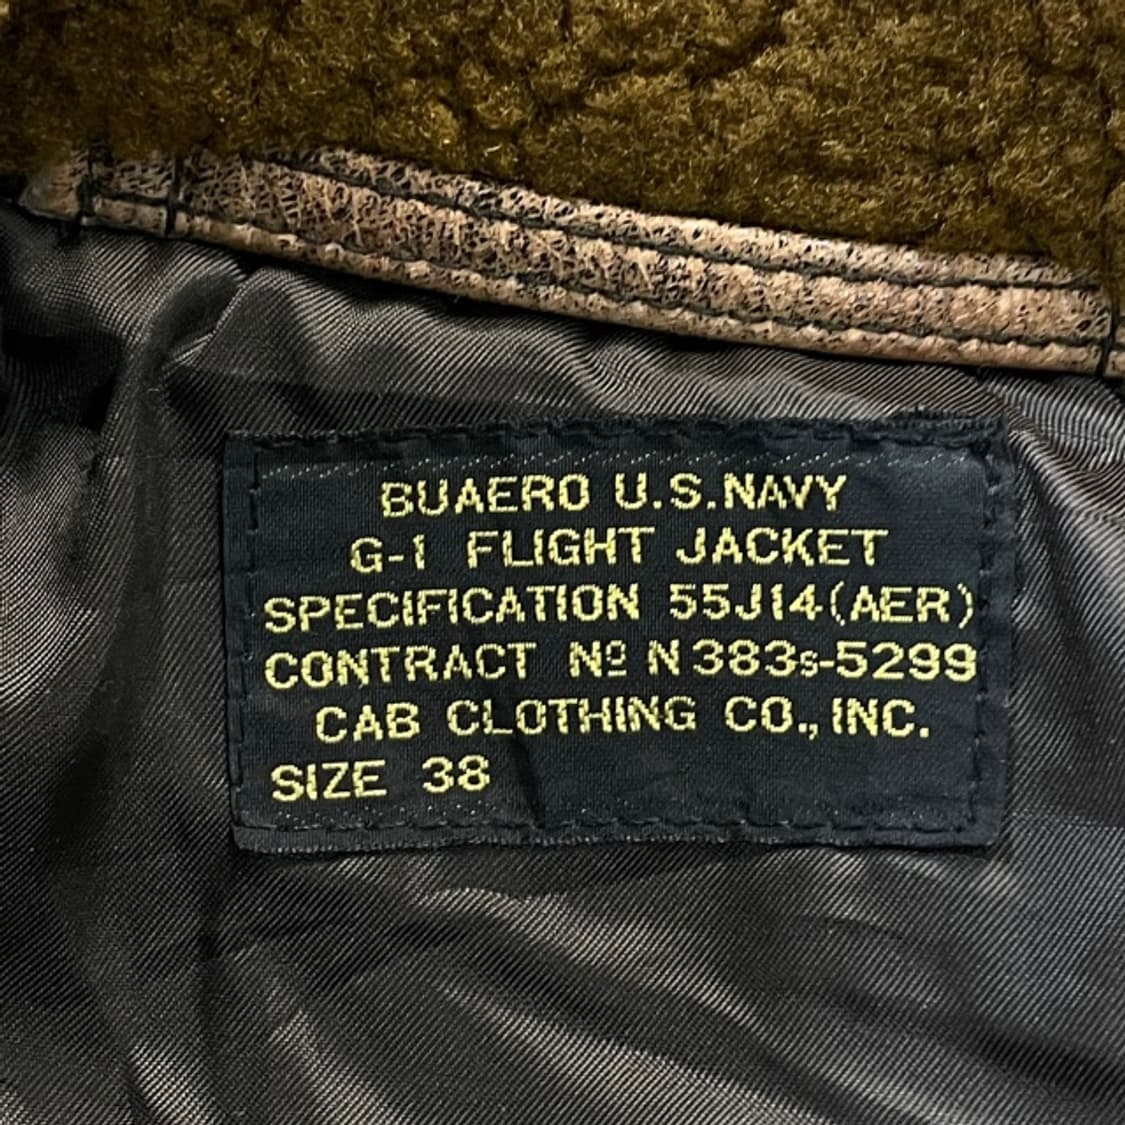 BUAERO U.S.NAVY
G-1 FLIGHT JACKET
SPECIFICATION 55J14(AER)
CONTRACT Nº N383s-5299
CAB CLOTHING CO.,INC.
SIZE 38